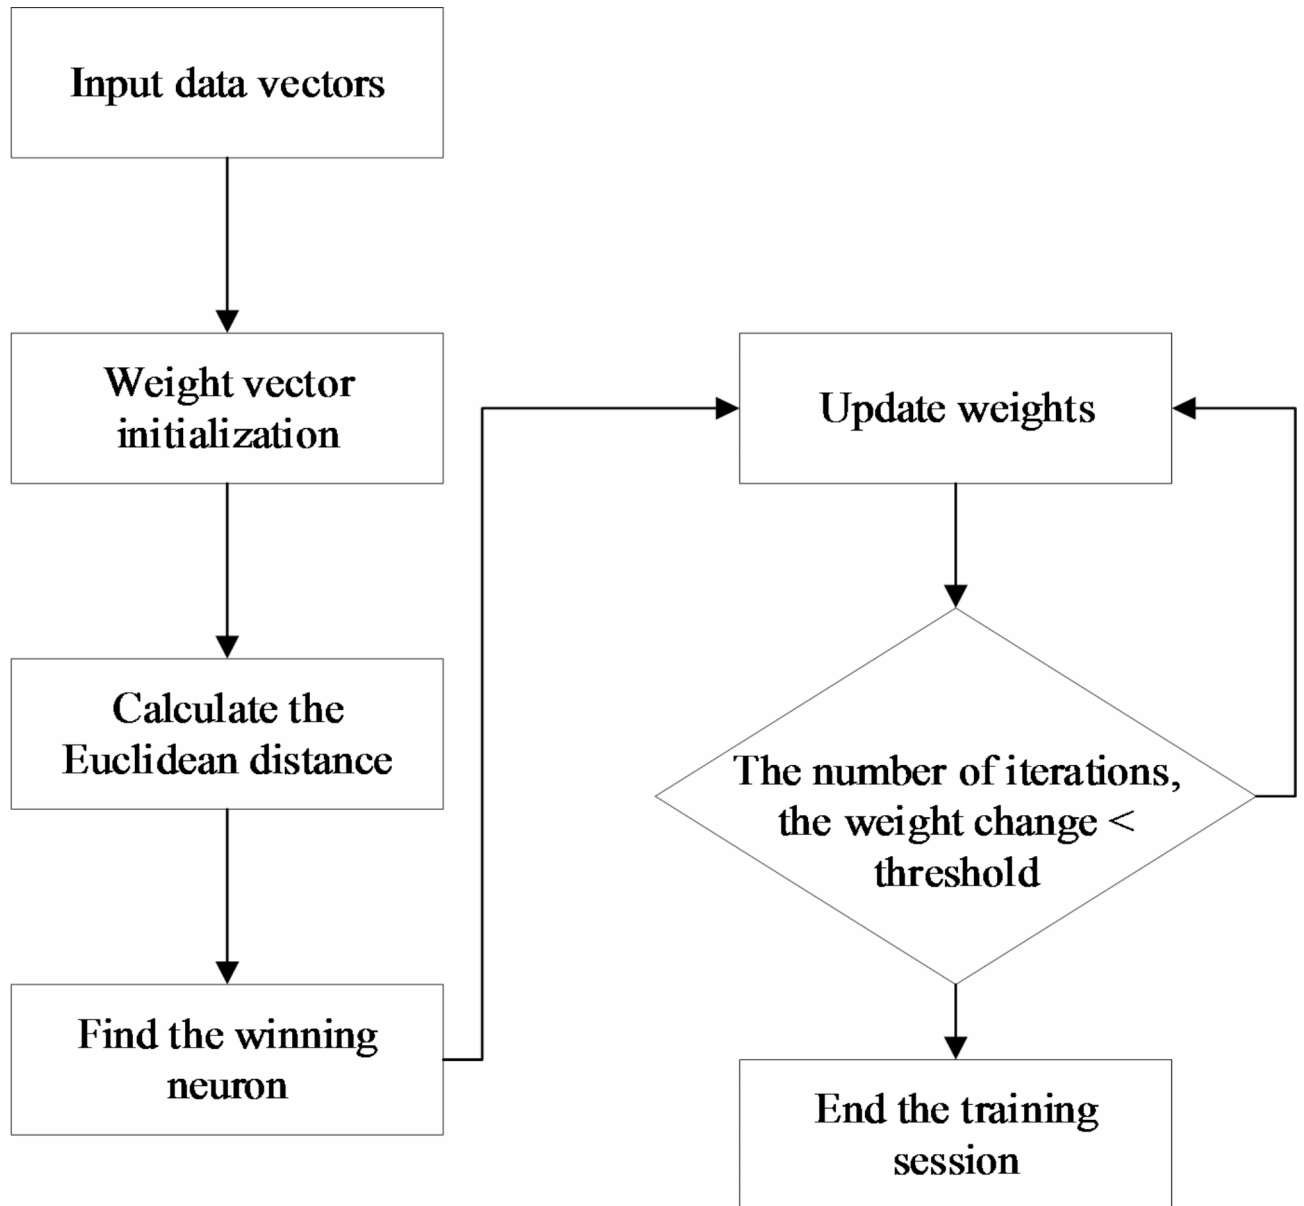 Input data vectors
Weight vector
initialization
Calculate the
Euclidean distance
Find the winning
neuron
Update weights
The number of iterations,
the weight change <
threshold
End the training
session